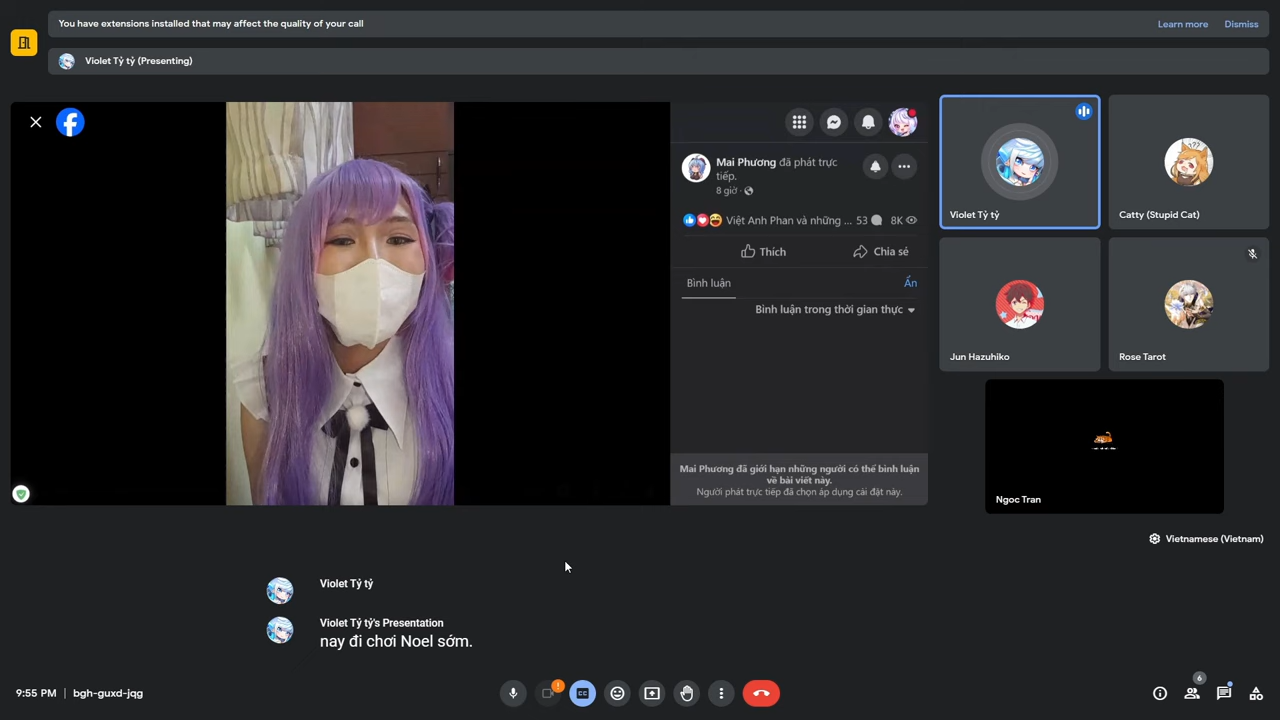 You have extensions installed that may affect the quality of your call
Learn more
Dismiss
Violet Tỷ tỷ (Presenting)
Mai Phương đã phát trực
tiếp.
8 giờ
Việt Anh Phan và những ...
53
8K
Thích
Chia sẻ
Bình luận
Ẩn
Bình luận trong thời gian thực
Mai Phương đã giới hạn những người có thể bình luận
về bài viết này.
Người phát trực tiếp đã chọn áp dụng cài đặt này.
Violet Tỷ tỷ
Catty (Stupid Cat)
Jun Hazuhiko
Rose Tarot
Ngoc Tran
Vietnamese (Vietnam)
Violet Tỷ tỷ
Violet Tỷ tỷ's Presentation
nay đi chơi Noel sớm.
9:55 PM
bgh-guxd-jqg
CC
!
6